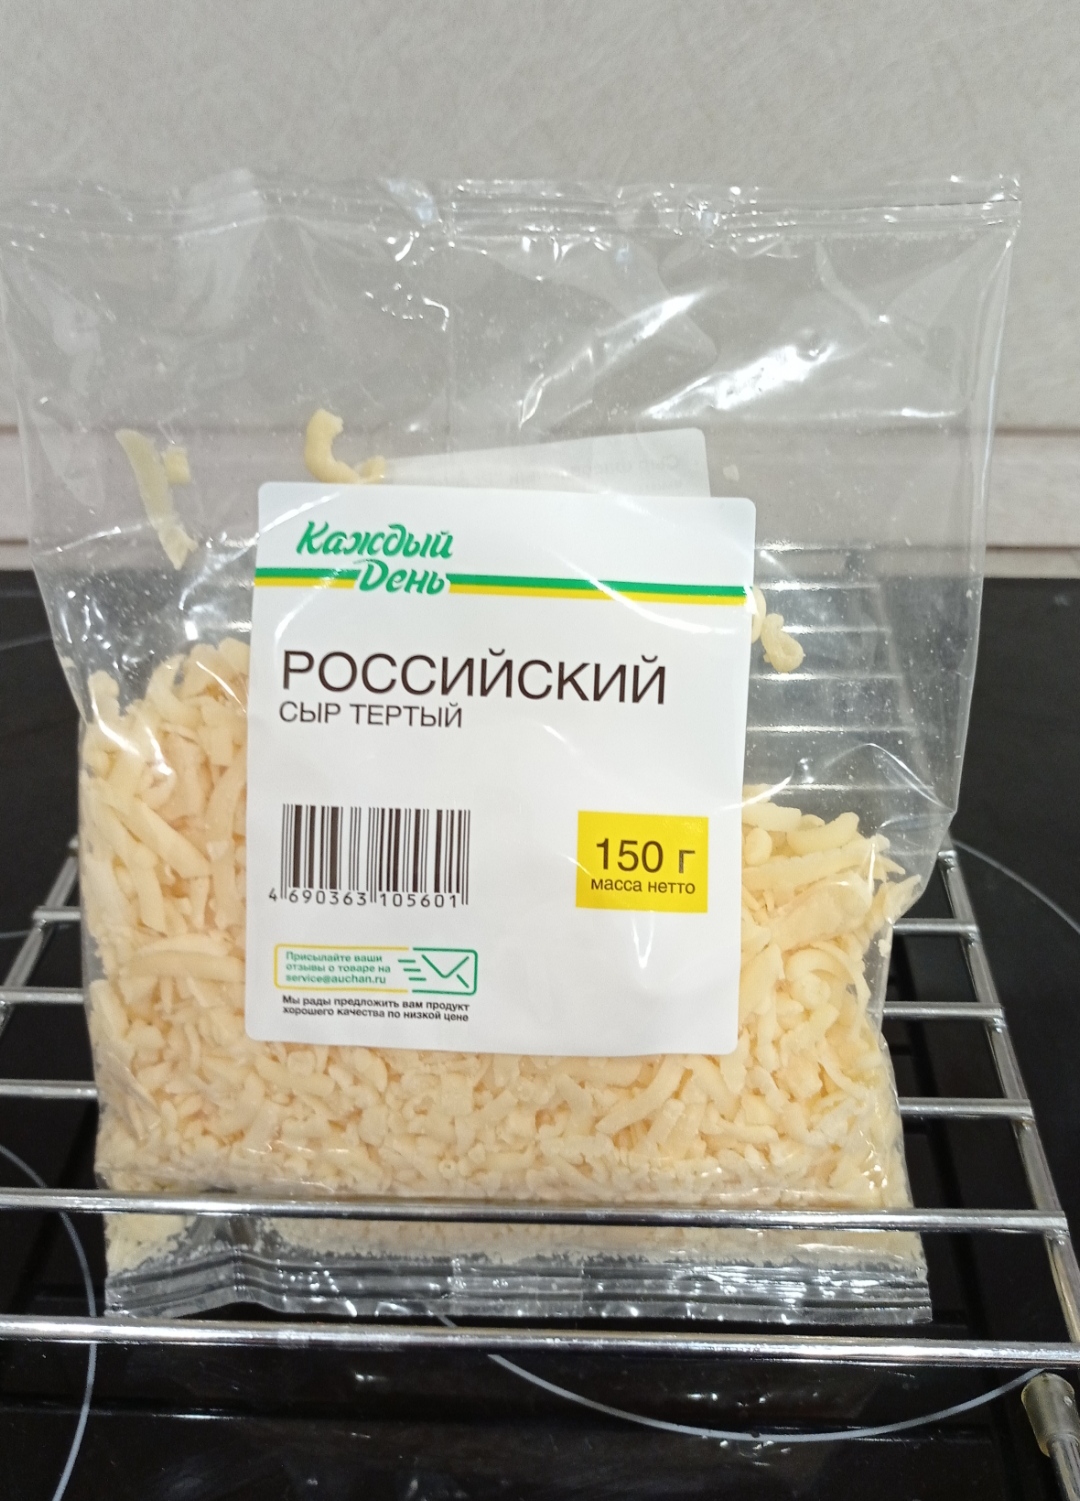 Каждый
День
РОССИЙСКИЙ
СЫР ТЕРТЫЙ
150 г
масса нетто
4 690363 105601
Присылайте ваши
отзывы о товаре на
service@auchan.ru
Мы рады предложить вам продукт
хорошего качества по низкой цене